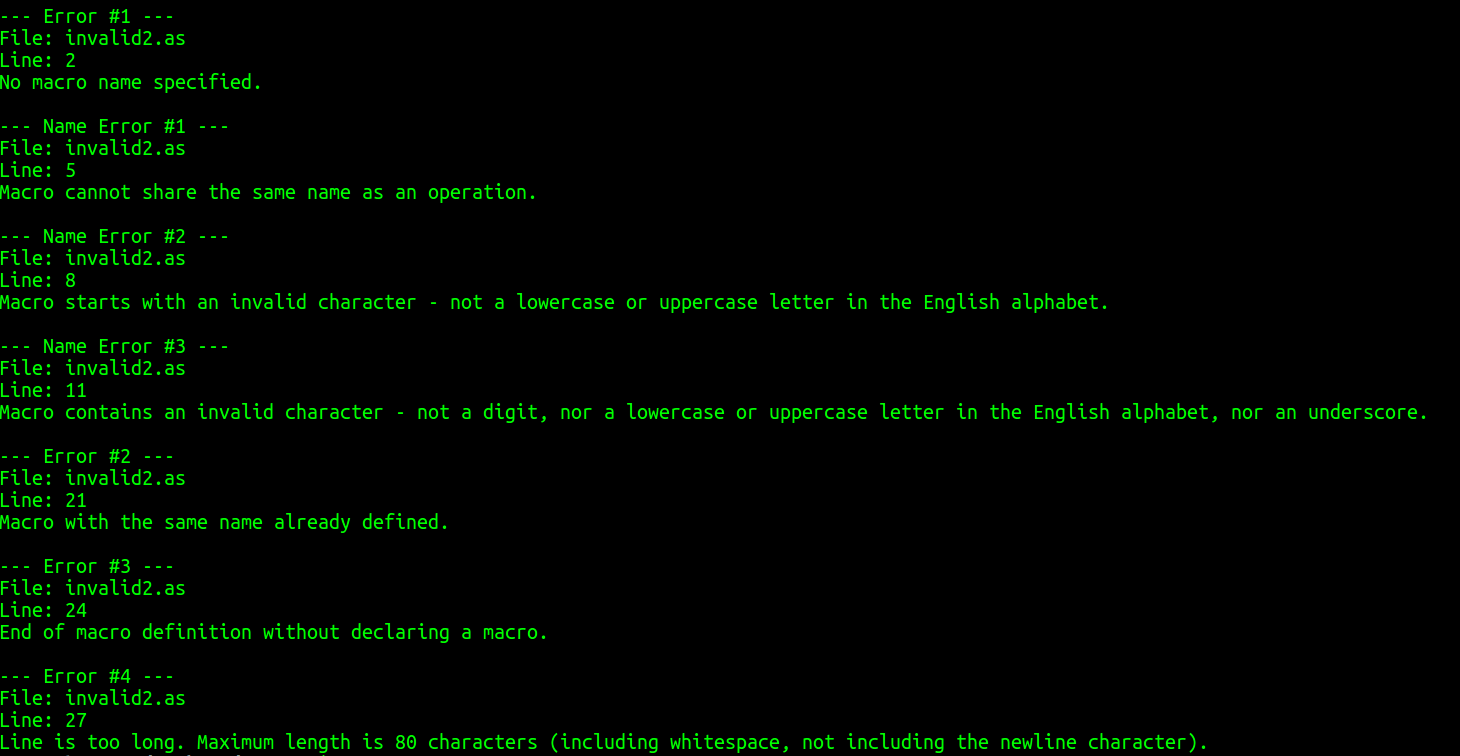 --- Error #1 ---
File: invalid2.as
Line: 2
No macro name specified.

--- Name Error #1 ---
File: invalid2.as
Line: 5
Macro cannot share the same name as an operation.

--- Name Error #2 ---
File: invalid2.as
Line: 8
Macro starts with an invalid character - not a lowercase or uppercase letter in the English alphabet.

--- Name Error #3 ---
File: invalid2.as
Line: 11
Macro contains an invalid character - not a digit, nor a lowercase or uppercase letter in the English alphabet, nor an underscore.

--- Error #2 ---
File: invalid2.as
Line: 21
Macro with the same name already defined.

--- Error #3 ---
File: invalid2.as
Line: 24
End of macro definition without declaring a macro.

--- Error #4 ---
File: invalid2.as
Line: 27
Line is too long. Maximum length is 80 characters (including whitespace, not including the newline character).